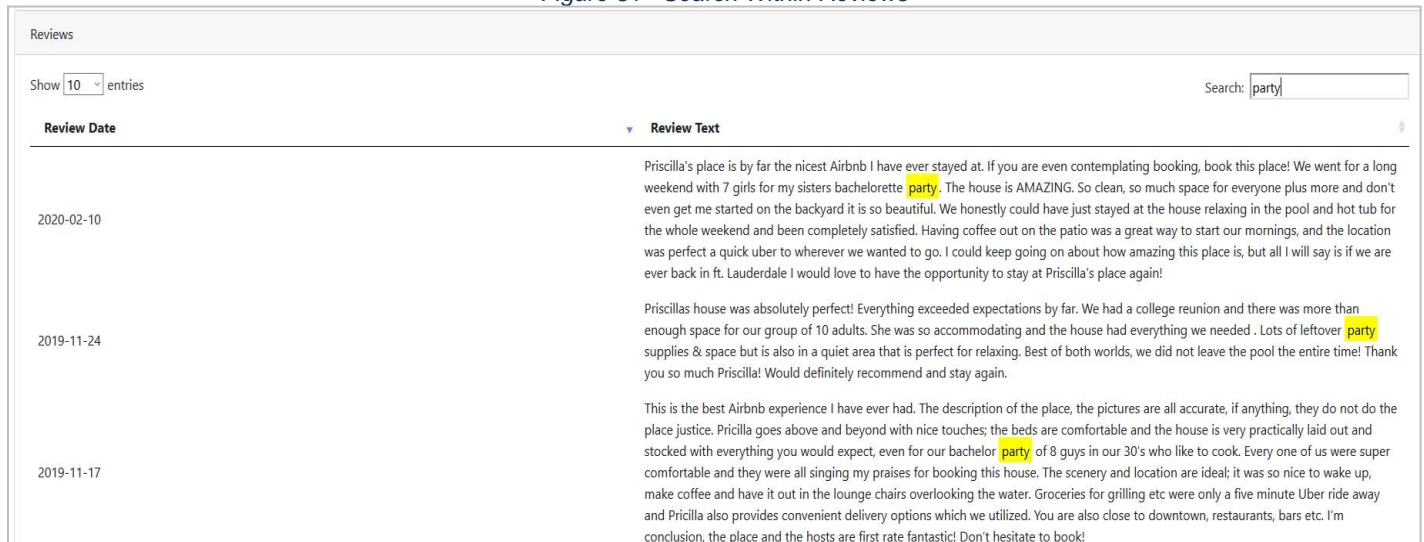 Figure 31 - Search Within Reviews
Reviews
Show 10 entries
Search: party
Review Date
Review Text
2020-02-10
Priscilla's place is by far the nicest Airbnb I have ever stayed at. If you are even contemplating booking, book this place! We went for a long
weekend with 7 girls for my sisters bachelorette party. The house is AMAZING. So clean, so much space for everyone plus more and don't
even get me started on the backyard it is so beautiful. We honestly could have just stayed at the house relaxing in the pool and hot tub for
the whole weekend and been completely satisfied. Having coffee out on the patio was a great way to start our mornings, and the location
was perfect a quick uber to wherever we wanted to go. I could keep going on about how amazing this place is, but all I will say is if we are
ever back in ft. Lauderdale I would love to have the opportunity to stay at Priscilla's place again!
2019-11-24
Priscillas house was absolutely perfect! Everything exceeded expectations by far. We had a college reunion and there was more than
enough space for our group of 10 adults. She was so accommodating and the house had everything we needed . Lots of leftover party
supplies & space but is also in a quiet area that is perfect for relaxing. Best of both worlds, we did not leave the pool the entire time! Thank
you so much Priscilla! Would definitely recommend and stay again.
2019-11-17
This is the best Airbnb experience I have ever had. The description of the place, the pictures are all accurate, if anything, they do not do the
place justice. Pricilla goes above and beyond with nice touches; the beds are comfortable and the house is very practically laid out and
stocked with everything you would expect, even for our bachelor party of 8 guys in our 30's who like to cook. Every one of us were super
comfortable and they were all singing my praises for booking this house. The scenery and location are ideal; it was so nice to wake up,
make coffee and have it out in the lounge chairs overlooking the water. Groceries for grilling etc were only a five minute Uber ride away
and Pricilla also provides convenient delivery options which we utilized. You are also close to downtown, restaurants, bars etc. I'm
conclusion, the place and the hosts are first rate fantastic! Don't hesitate to book!